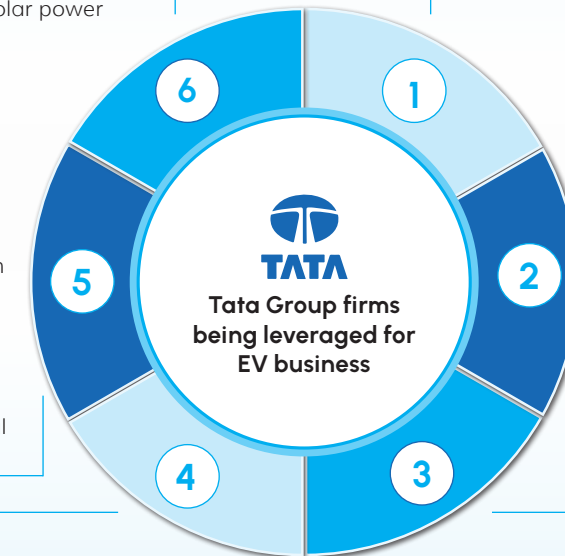 olar power
6
1
n
5
2
TATA
Tata Group firms
being leveraged for
EV business
l
4
3